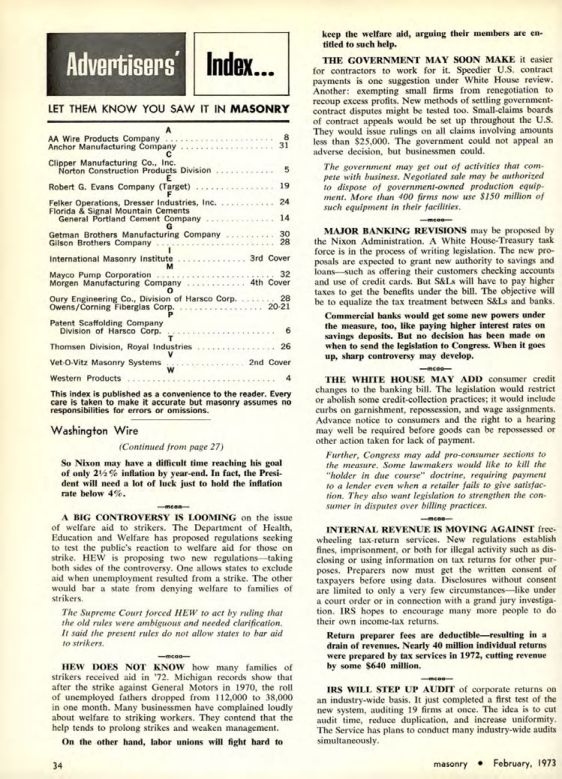 Advertisers' Index...
LET THEM KNOW YOU SAW IT IN MASONRY
A
AA Wire Products Company . . . . . . . . . . . . . . . . . . . . . 8
Anchor Manufacturing Company . . . . . . . . . . . . . . . . . 31
C
Clipper Manufacturing Co., Inc.
Norton Construction Products Division . . . . . . . . . . . 5
E
Robert G. Evans Company (Target) . . . . . . . . . . . . . . 19
F
Felker Operations, Dresser Industries, Inc. . . . . . . . . . 24
Florida & Signal Mountain Cements
General Portland Cement Company . . . . . . . . . . . . . 14
G
Getman Brothers Manufacturing Company . . . . . . . . 30
Gilson Brothers Company . . . . . . . . . . . . . . . . . . . . . 28
I
International Masonry Institute . . . . . . . . . . . . 3rd Cover
M
Mayco Pump Corporation . . . . . . . . . . . . . . . . . . . . . 32
Morgen Manufacturing Company . . . . . . . . . . 4th Cover
O
Oury Engineering Co., Division of Harsco Corp. . . . . . 28
Owens/Corning Fiberglas Corp. . . . . . . . . . . . . . . 20-21
P
Patent Scaffolding Company
Division of Harsco Corp. . . . . . . . . . . . . . . . . . . . . 6
T
Thomsen Division, Royal Industries . . . . . . . . . . . . . . 26
V
Vet-O-Vitz Masonry Systems . . . . . . . . . . . . . 2nd Cover
W
Western Products . . . . . . . . . . . . . . . . . . . . . . . . . . 4
This index is published as a convenience to the reader. Every
care is taken to make it accurate but masonry assumes no
responsibilities for errors or omissions.
Washington Wire
(Continued from page 27)
So Nixon may have a difficult time reaching his goal
of only 2½% inflation by year-end. In fact, the Presi-
dent will need a lot of luck just to hold the inflation
rate below 4%.
—mcaa—
A BIG CONTROVERSY IS LOOMING on the issue
of welfare aid to strikers. The Department of Health,
Education and Welfare has proposed regulations seeking
to test the public's reaction to welfare aid for those on
strike. HEW is proposing two new regulations—taking
both sides of the controversy. One allows states to exclude
aid when unemployment resulted from a strike. The other
would bar a state from denying welfare to families of
strikers.
The Supreme Court forced HEW to act by ruling that
the old rules were ambiguous and needed clarification.
It said the present rules do not allow states to bar aid
to strikers.
—mcaa—
HEW DOES NOT KNOW how many families of
strikers received aid in '72. Michigan records show that
after the strike against General Motors in 1970, the roll
of unemployed fathers dropped from 112,000 to 38,000
in one month. Many businessmen have complained loudly
about welfare to striking workers. They contend that the
help tends to prolong strikes and weaken management.
On the other hand, labor unions will fight hard to
keep the welfare aid, arguing their members are en-
titled to such help.
THE GOVERNMENT MAY SOON MAKE it easier
for contractors to work for it. Speedier U.S. contract
payments is one suggestion under White House review.
Another: exempting small firms from renegotiation to
recoup excess profits. New methods of settling government-
contract disputes might be tested too. Small-claims boards
of contract appeals would be set up throughout the U.S.
They would issue rulings on all claims involving amounts
less than $25,000. The government could not appeal an
adverse decision, but businessmen could.
The government may get out of activities that com-
pete with business. Negotiated sale may be authorized
to dispose of government-owned production equip-
ment. More than 400 firms now use $150 million of
such equipment in their facilities.
—mcaa—
MAJOR BANKING REVISIONS may be proposed by
the Nixon Administration. A White House-Treasury task
force is in the process of writing legislation. The new pro-
posals are expected to grant new authority to savings and
loans—such as offering their customers checking accounts
and use of credit cards. But S&Ls will have to pay higher
taxes to get the benefits under the bill. The objective will
be to equalize the tax treatment between S&Ls and banks.
Commercial banks would get some new powers under
the measure, too, like paying higher interest rates on
savings deposits. But no decision has been made on
when to send the legislation to Congress. When it goes
up, sharp controversy may develop.
—mcaa—
THE WHITE HOUSE MAY ADD consumer credit
changes to the banking bill. The legislation would restrict
or abolish some credit-collection practices; it would include
curbs on garnishment, repossession, and wage assignments.
Advance notice to consumers and the right to a hearing
may well be required before goods can be repossessed or
other action taken for lack of payment.
Further, Congress may add pro-consumer sections to
the measure. Some lawmakers would like to kill the
"holder in due course" doctrine, requiring payment
to a lender even when a retailer fails to give satisfac-
tion. They also want legislation to strengthen the con-
sumer in disputes over billing practices.
—mcaa—
INTERNAL REVENUE IS MOVING AGAINST free-
wheeling tax-return services. New regulations establish
fines, imprisonment, or both for illegal activity such as dis-
closing or using information on tax returns for other pur-
poses. Preparers now must get the written consent of
taxpayers before using data. Disclosures without consent
are limited to only a very few circumstances—like under
a court order or in connection with a grand jury investiga-
tion. IRS hopes to encourage many more people to do
their own income-tax returns.
Return preparer fees are deductible—resulting in a
drain of revenues. Nearly 40 million individual returns
were prepared by tax services in 1972, cutting revenue
by some $640 million.
—mcaa—
IRS WILL STEP UP AUDIT of corporate returns on
an industry-wide basis. It just completed a first test of the
new system, auditing 19 firms at once. The idea is to cut
audit time, reduce duplication, and increase uniformity.
The Service has plans to conduct many industry-wide audits
simultaneously.
34
masonry • February, 1973